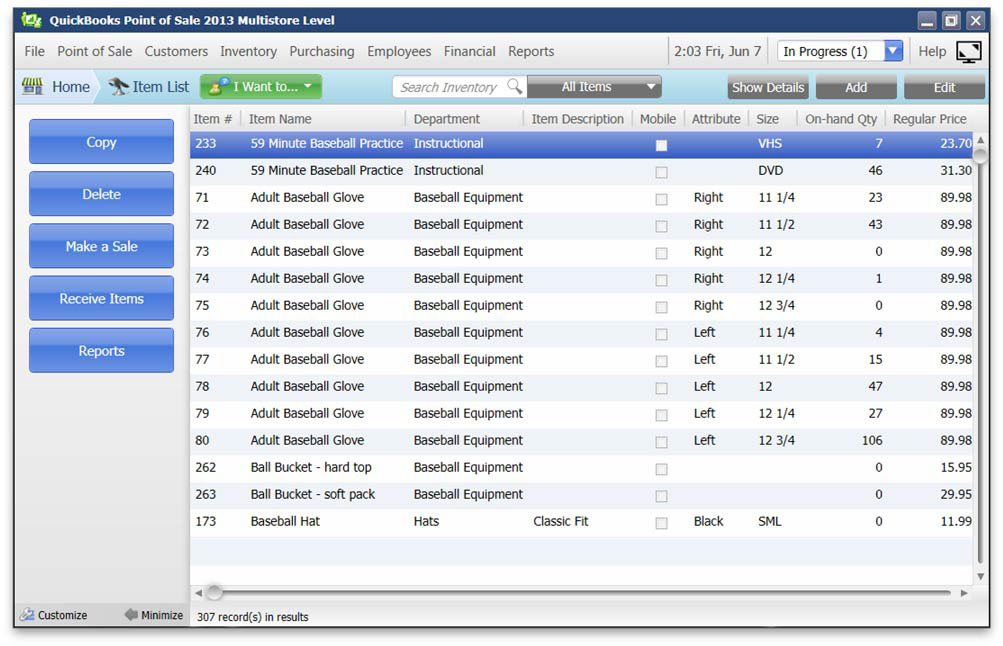 QuickBooks Point of Sale 2013 Multistore Level
File Point of Sale Customers Inventory Purchasing Employees Financial Reports 2:03 Fri, Jun 7 In Progress (1) Help
Home Item List I Want to... Search Inventory All Items Show Details Add Edit
Copy
Delete
Make a Sale
Receive Items
Reports
Item # Item Name Department Item Description Mobile Attribute Size On-hand Qty Regular Price
233 59 Minute Baseball Practice Instructional VHS 7 23.70
240 59 Minute Baseball Practice Instructional DVD 46 31.30
71 Adult Baseball Glove Baseball Equipment Right 11 1/4 23 89.98
72 Adult Baseball Glove Baseball Equipment Right 11 1/2 43 89.98
73 Adult Baseball Glove Baseball Equipment Right 12 0 89.98
74 Adult Baseball Glove Baseball Equipment Right 12 1/4 1 89.98
75 Adult Baseball Glove Baseball Equipment Right 12 3/4 0 89.98
76 Adult Baseball Glove Baseball Equipment Left 11 1/4 4 89.98
77 Adult Baseball Glove Baseball Equipment Left 11 1/2 15 89.98
78 Adult Baseball Glove Baseball Equipment Left 12 47 89.98
79 Adult Baseball Glove Baseball Equipment Left 12 1/4 27 89.98
80 Adult Baseball Glove Baseball Equipment Left 12 3/4 106 89.98
262 Ball Bucket - hard top Baseball Equipment 0 15.95
263 Ball Bucket - soft pack Baseball Equipment 0 29.95
173 Baseball Hat Hats Classic Fit Black SML 0 11.99
Customize Minimize 307 record(s) in results